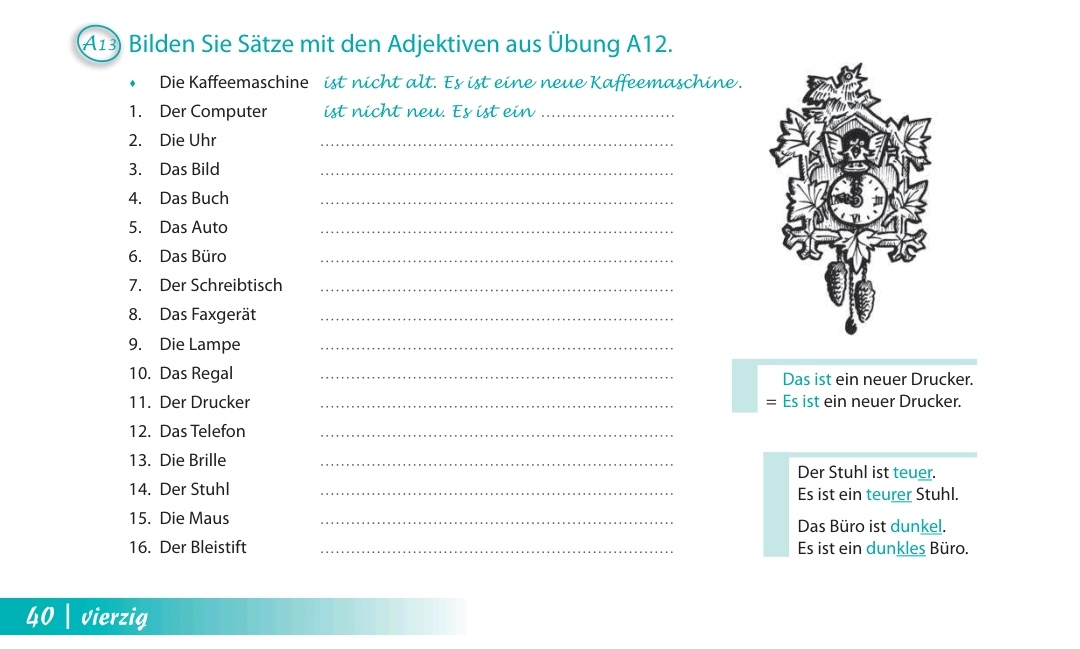 A13 Bilden Sie Sätze mit den Adjektiven aus Übung A12.
♦ Die Kaffeemaschine ist nicht alt. Es ist eine neue Kaffeemaschine.
1. Der Computer ist nicht neu. Es ist ein ...........................
2. Die Uhr ........................................................................
3. Das Bild ........................................................................
4. Das Buch ........................................................................
5. Das Auto ........................................................................
6. Das Büro ........................................................................
7. Der Schreibtisch ........................................................................
8. Das Faxgerät ........................................................................
9. Die Lampe ........................................................................
10. Das Regal ........................................................................
11. Der Drucker ........................................................................
12. Das Telefon ........................................................................
13. Die Brille ........................................................................
14. Der Stuhl ........................................................................
15. Die Maus ........................................................................
16. Der Bleistift ........................................................................
Das ist ein neuer Drucker.
= Es ist ein neuer Drucker.
Der Stuhl ist teuer.
Es ist ein teurer Stuhl.
Das Büro ist dunkel.
Es ist ein dunkles Büro.
40 | vierzig